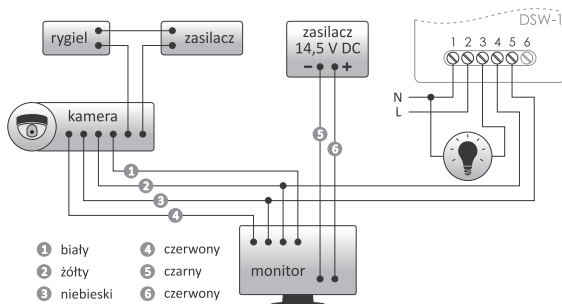 DSW-1
rygiel
zasilacz
zasilacz
14,5 V DC
– +
1 2 3 4 5 6
N
L
kamera
5
6
1
2
3
4
1 biały
2 żółty
3 niebieski
4 czerwony
5 czarny
6 czerwony
monitor